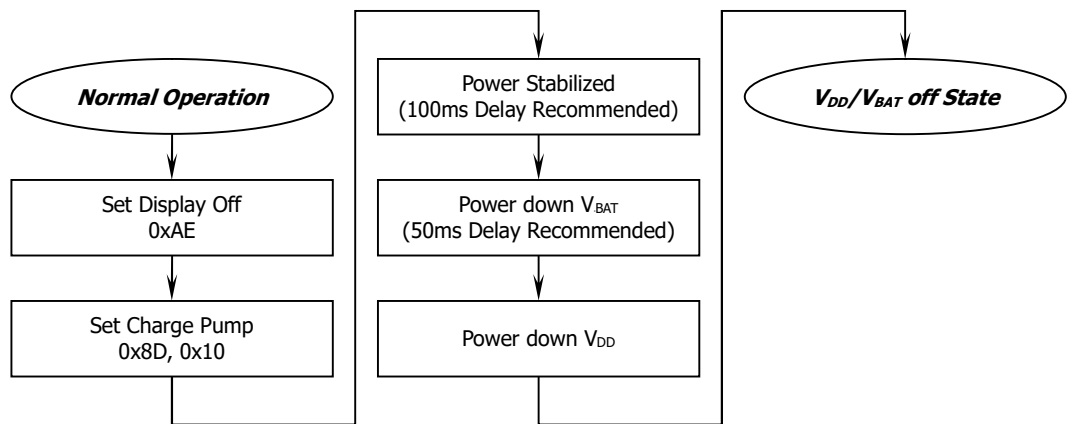 Normal Operation
Set Display Off
0xAE
Set Charge Pump
0x8D, 0x10
Power Stabilized
(100ms Delay Recommended)
Power down VBAT
(50ms Delay Recommended)
Power down VDD
VDD/VBAT off State